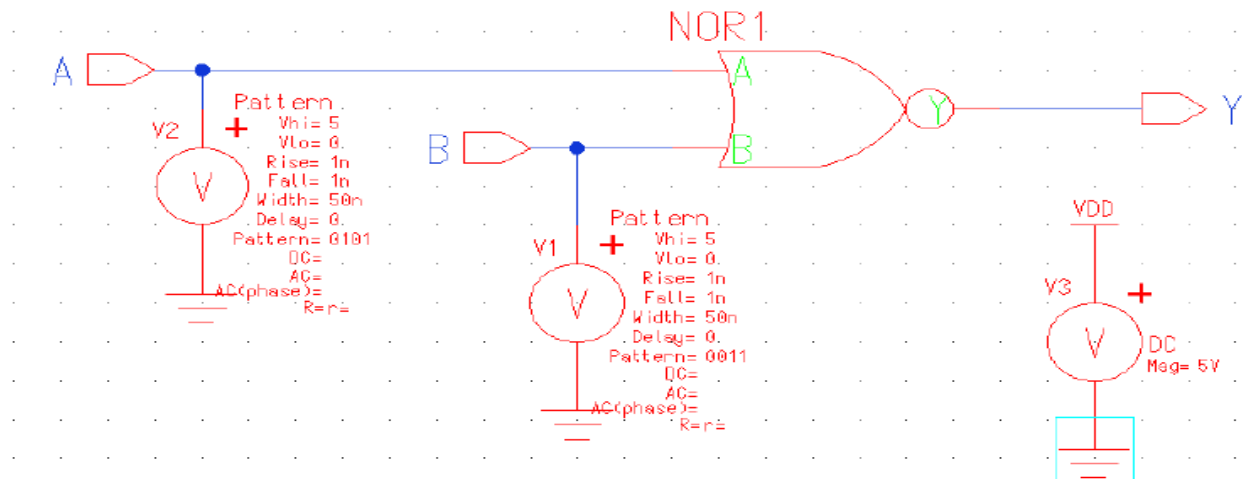 NOR1
A
A
Y
Y
B
B
Pattern
V2
+
Vhi= 5
Vlo= 0.
Rise= 1n
Fall= 1n
Width= 50n
Delay= 0.
Pattern= 0101
DC=
AC=
AC(phase)=
R=r=
Pattern
V1
+
Vhi= 5
Vlo= 0.
Rise= 1n
Fall= 1n
Width= 50n
Delay= 0.
Pattern= 0011
DC=
AC=
AC(phase)=
R=r=
V
V
VDD
V3
+
V
DC
Mag= 5V